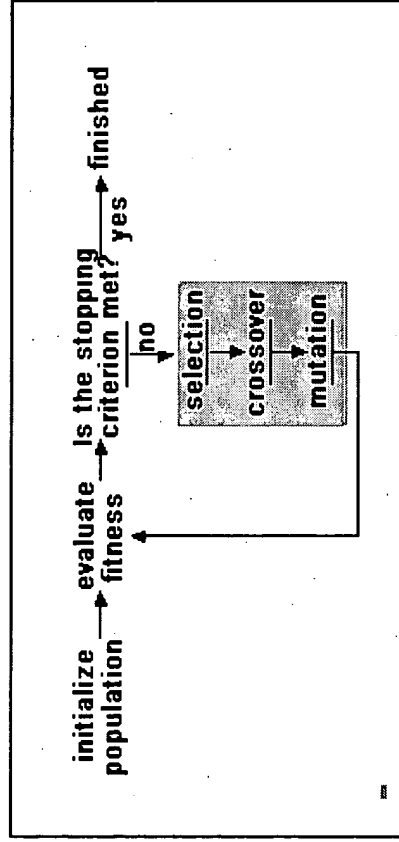 initialize
population
evaluate
fitness
Is the stopping
criterion met?
yes
finished
no
selection
crossover
mutation